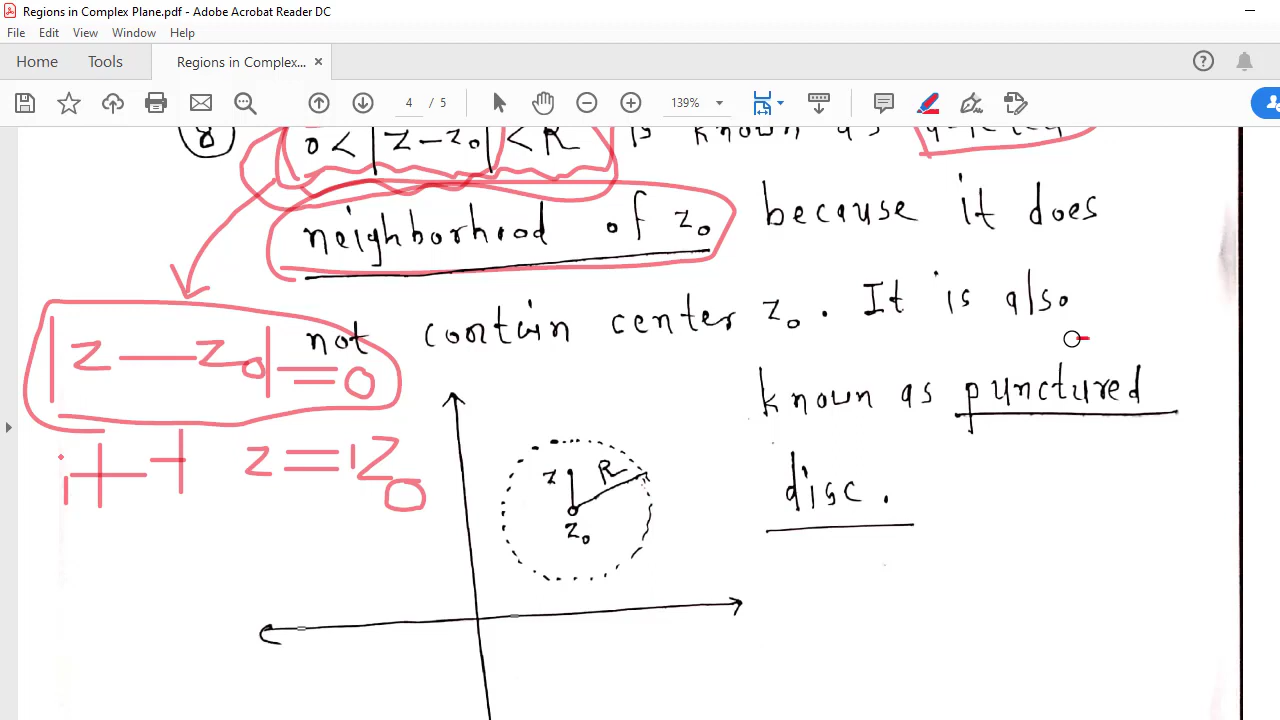 Regions in Complex Plane.pdf - Adobe Acrobat Reader DC
File Edit View Window Help
Home Tools Regions in Complex... ×
4 / 5 139%
8 0 < |z-z₀| < R is known as
neighborhood of z₀ because it does
not contain center z₀. It is also
known as punctured
disc.
|z-z₀| = 0
iff z = z₀
z R
z₀